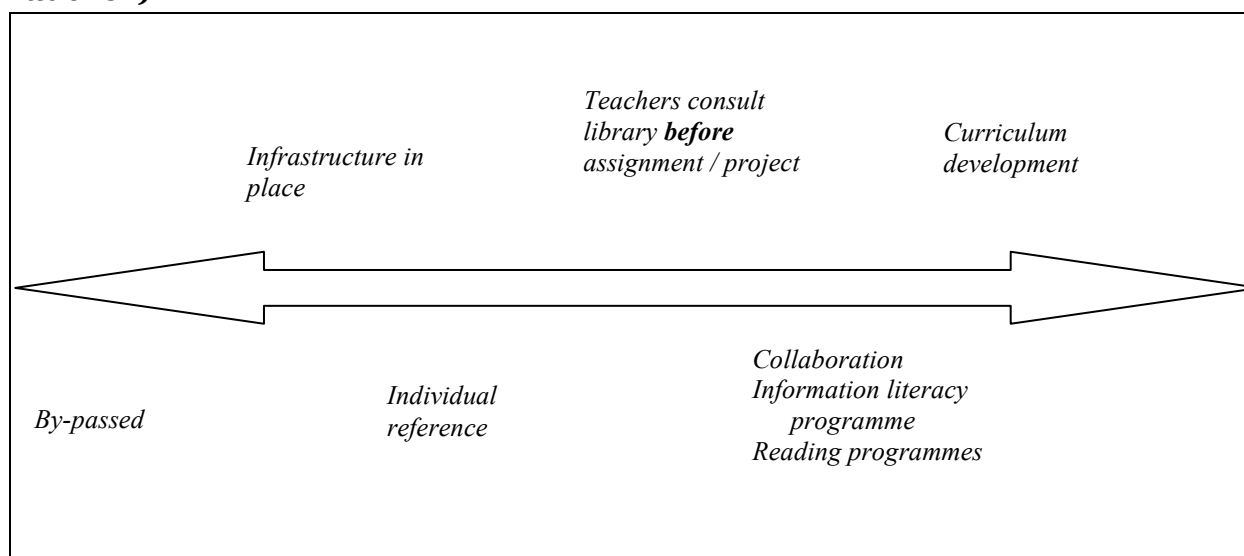 Teachers consult
library before
assignment / project
Curriculum
development
Infrastructure in
place
Collaboration
Information literacy
programme
Reading programmes
Individual
reference
By-passed